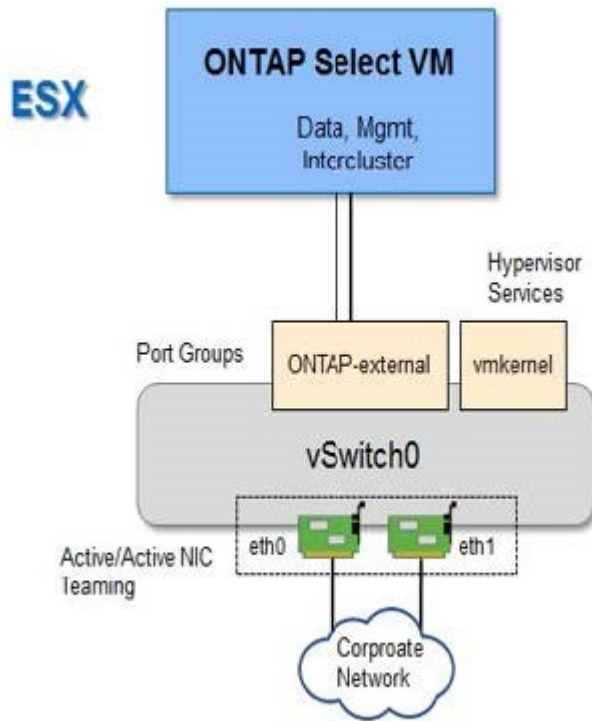 ESX
ONTAP Select VM
Data, Mgmt,
Intercluster
Hypervisor
Services
Port Groups
ONTAP-external
vmkernel
vSwitch0
eth0
eth1
Active/Active NIC
Teaming
Corproate
Network